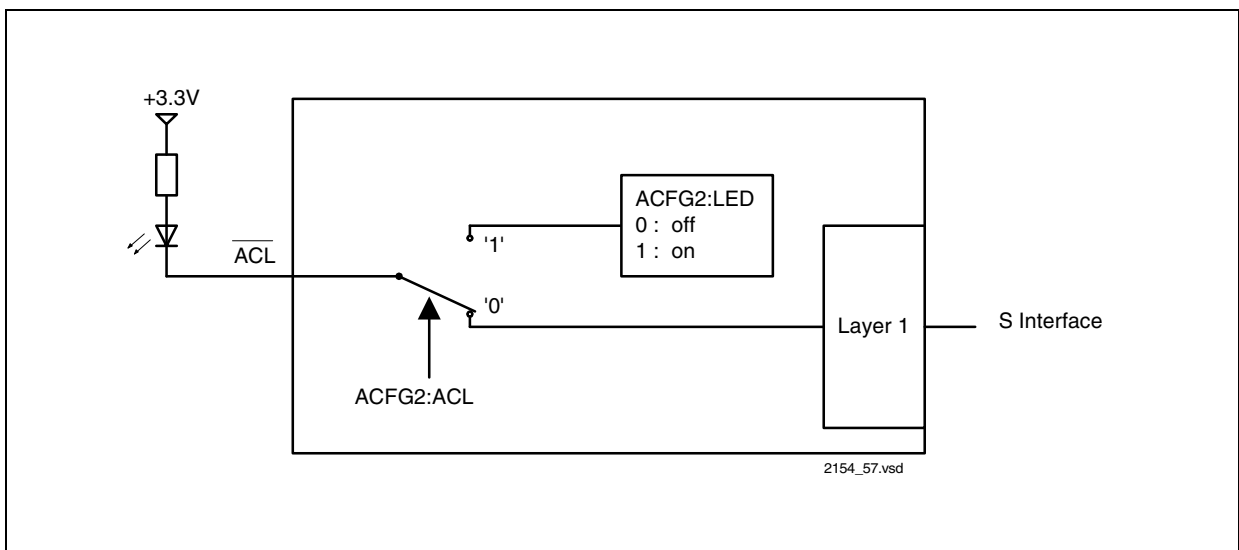 +3.3V
ACL
'1'
ACFG2:LED
0 : off
1 : on
'0'
ACFG2:ACL
Layer 1
S Interface
2154_57.vsd